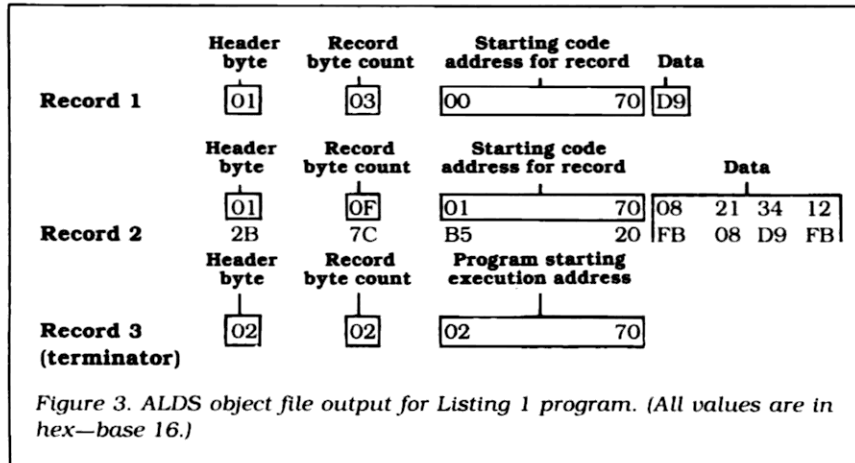 Header Record Starting code
byte byte count address for record Data
Record 1 01 03 00 70 D9
Header Record Starting code
byte byte count address for record Data
01 0F 01 70 08 21 34 12
Record 2 2B 7C B5 20 FB 08 D9 FB
Header Record Program starting
byte byte count execution address
Record 3 02 02 02 70
(terminator)
Figure 3. ALDS object file output for Listing 1 program. (All values are in
hex—base 16.)